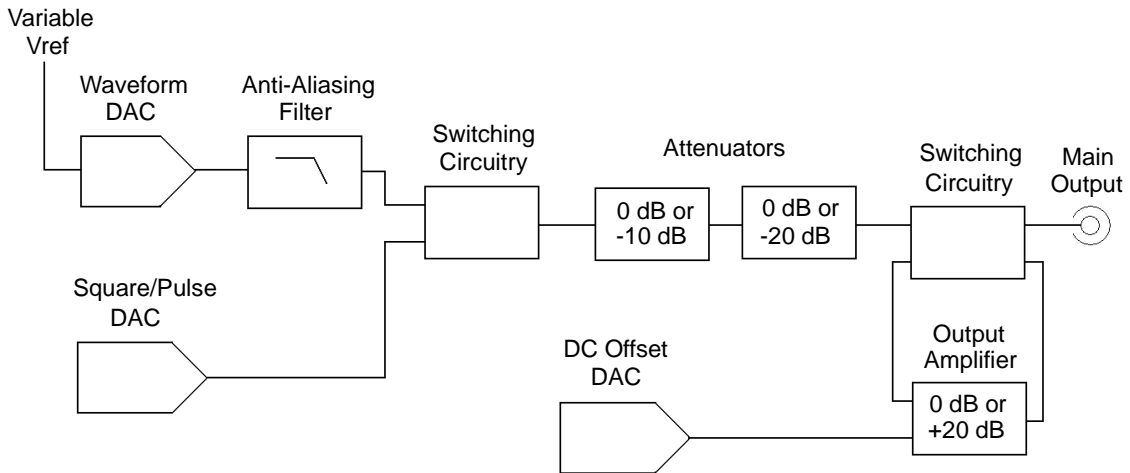 Variable
Vref
Waveform
DAC
Anti-Aliasing
Filter
Switching
Circuitry
Attenuators
Switching
Circuitry
Main
Output
0 dB or
-10 dB
0 dB or
-20 dB
Square/Pulse
DAC
DC Offset
DAC
Output
Amplifier
0 dB or
+20 dB